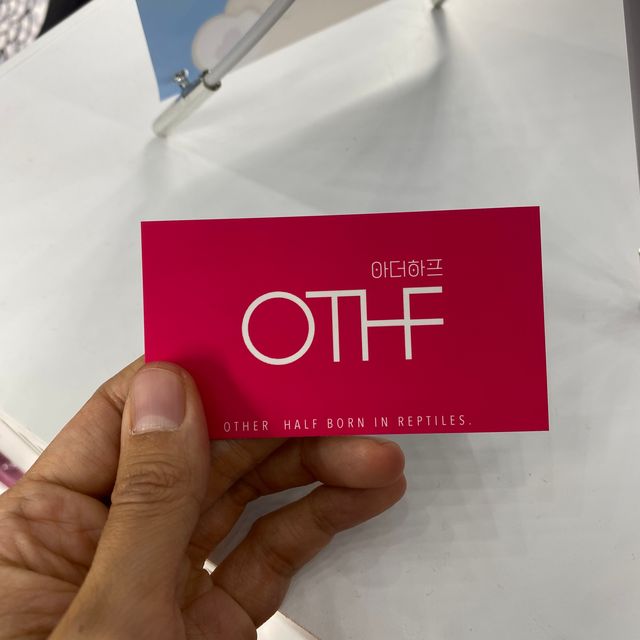 아더하프
OTHF
OTHER HALF BORN IN REPTILES.